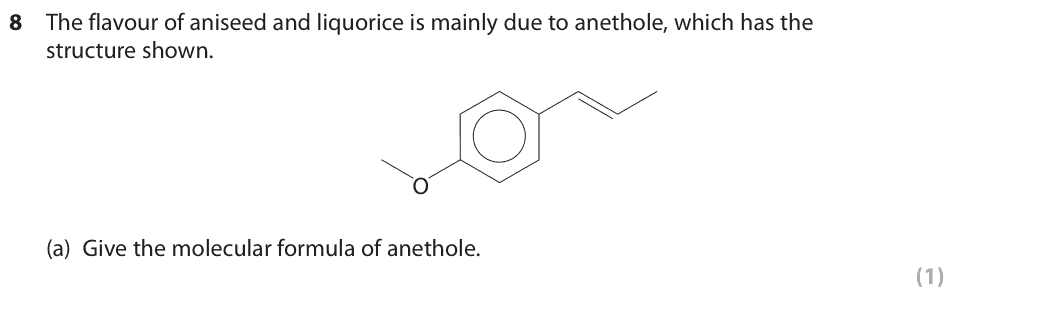 8 The flavour of aniseed and liquorice is mainly due to anethole, which has the
structure shown.
O
(a) Give the molecular formula of anethole.
(1)